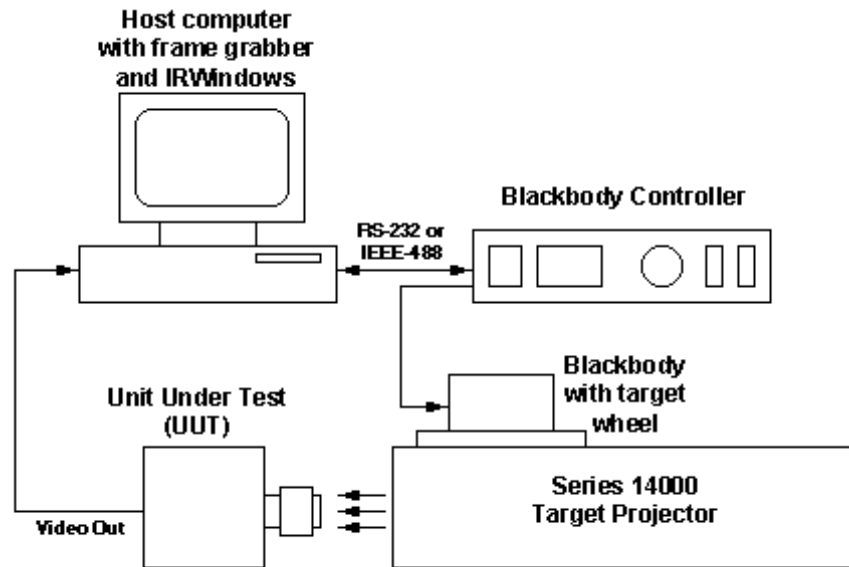 Host computer
with frame grabber
and IRWindows
Blackbody Controller
RS-232 or
IEEE-488
Blackbody
with target
wheel
Unit Under Test
(UUT)
Series 14000
Target Projector
Video Out